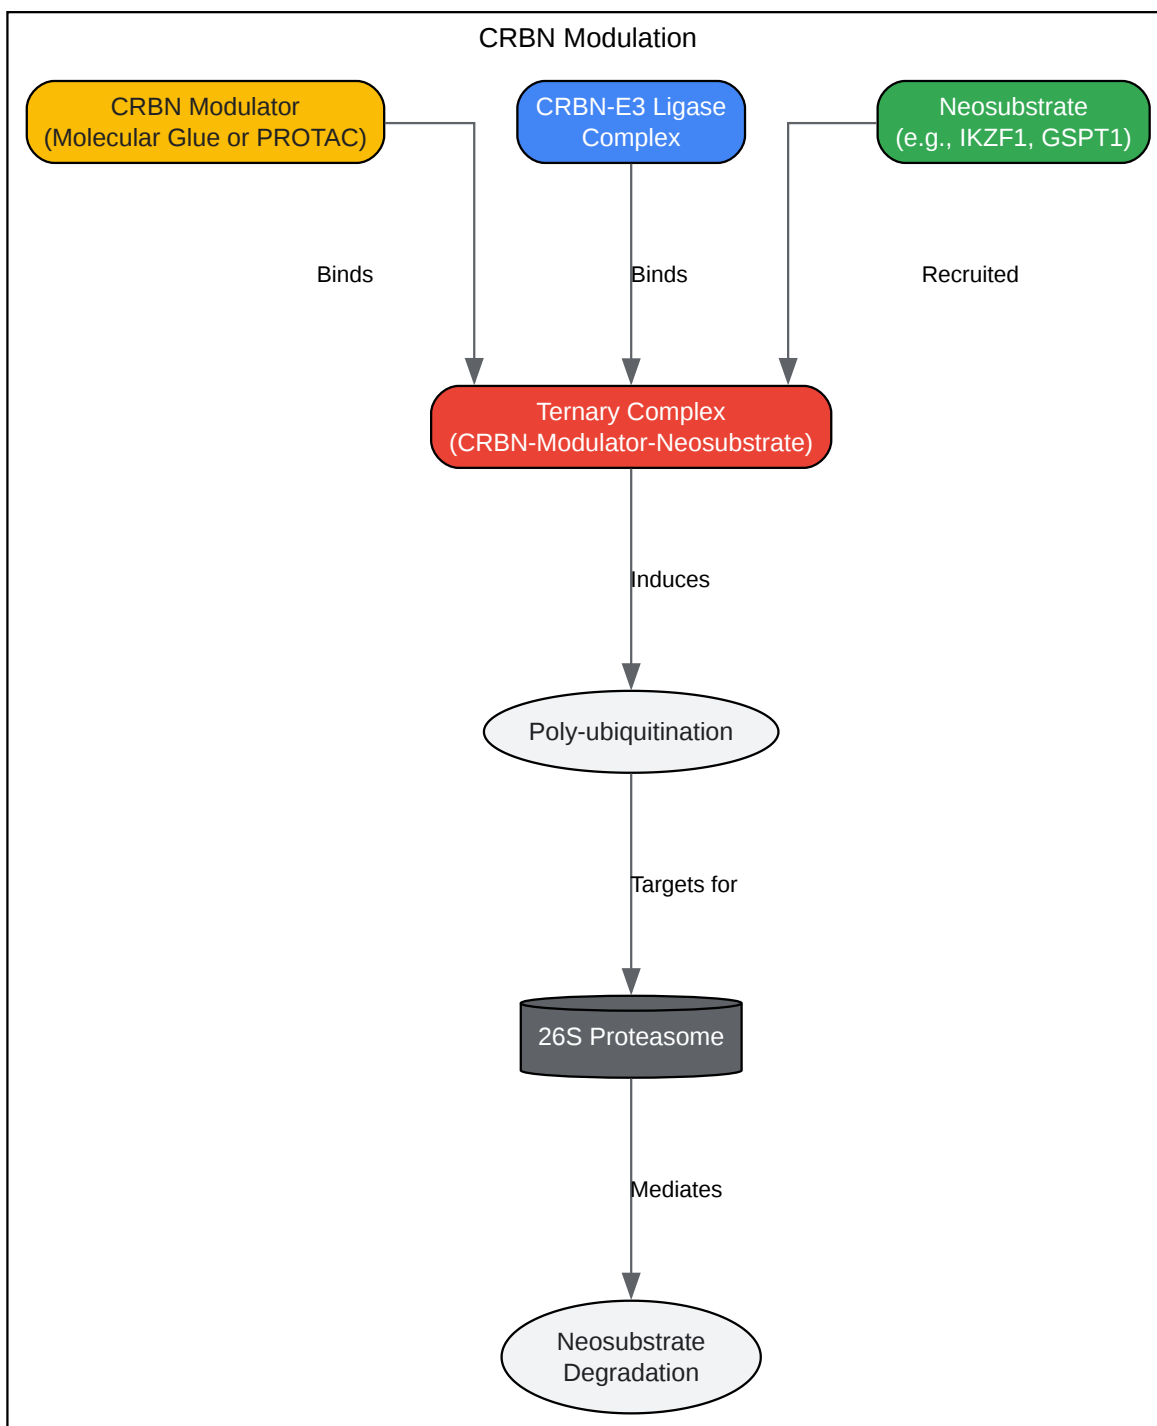 CRBN Modulation
CRBN Modulator
(Molecular Glue or PROTAC)
CRBN-E3 Ligase
Complex
Neosubstrate
(e.g., IKZF1, GSPT1)
Binds
Binds
Recruited
Ternary Complex
(CRBN-Modulator-Neosubstrate)
Induces
Poly-ubiquitination
Targets for
26S Proteasome
Mediates
Neosubstrate
Degradation